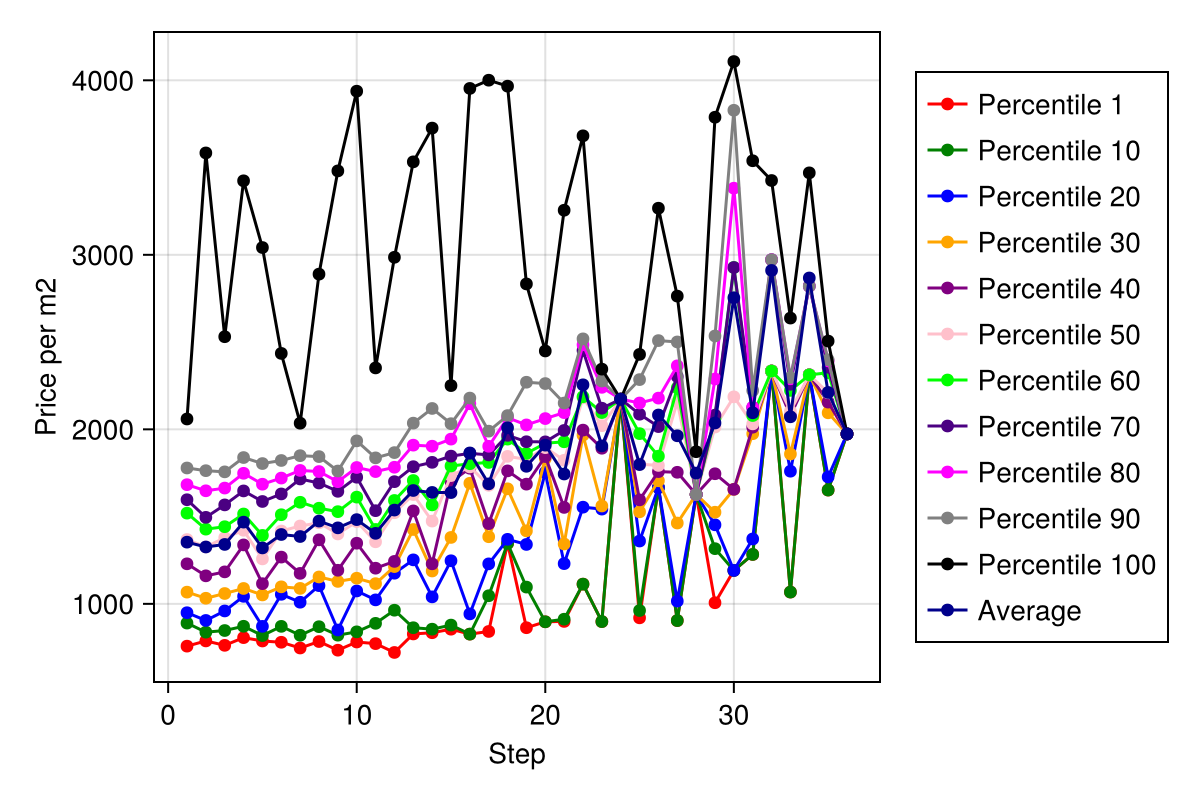 4000
3000
2000
1000
Price per m2
0
10
20
30
Step
Percentile 1
Percentile 10
Percentile 20
Percentile 30
Percentile 40
Percentile 50
Percentile 60
Percentile 70
Percentile 80
Percentile 90
Percentile 100
Average